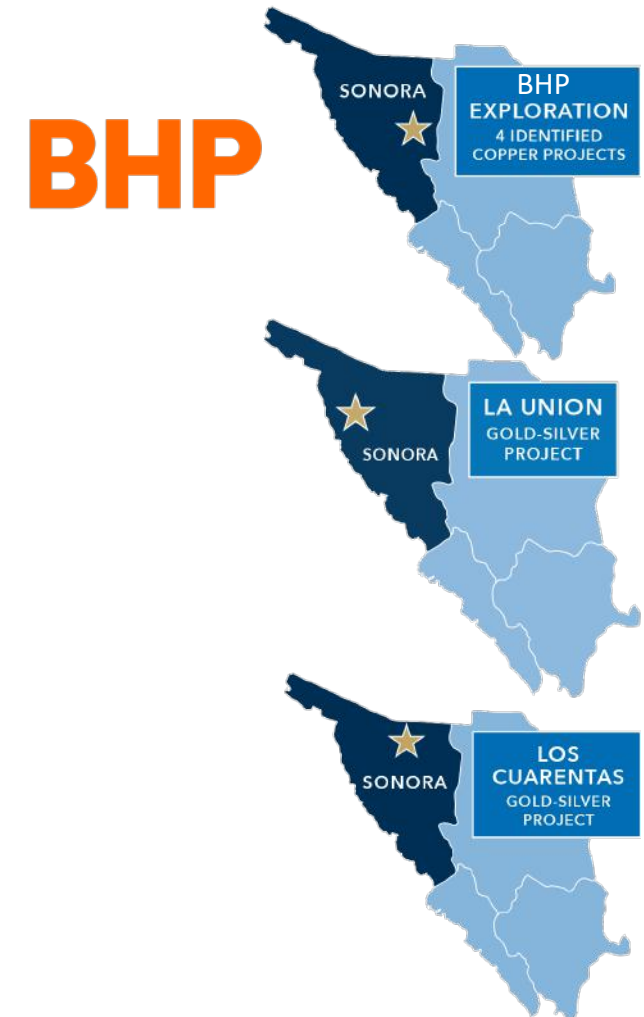 BHP
SONORA
BHP
EXPLORATION
4 IDENTIFIED
COPPER PROJECTS
SONORA
LA UNION
GOLD-SILVER
PROJECT
SONORA
LOS
CUARENTAS
GOLD-SILVER
PROJECT